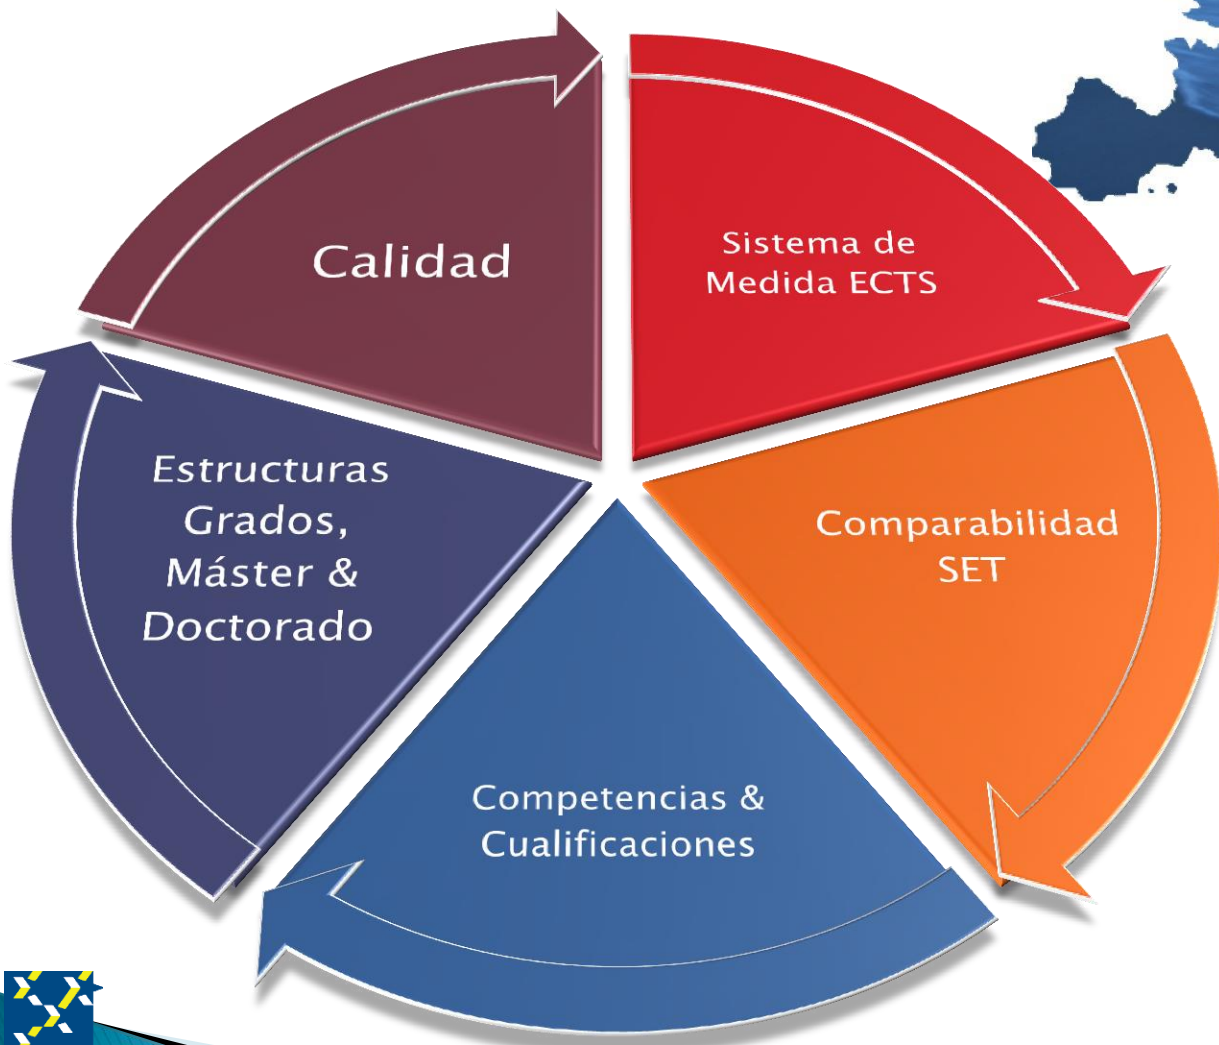 Calidad
Sistema de
Medida ECTS
Comparabilidad
SET
Competencias &
Cualificaciones
Estructuras
Grados,
Máster &
Doctorado